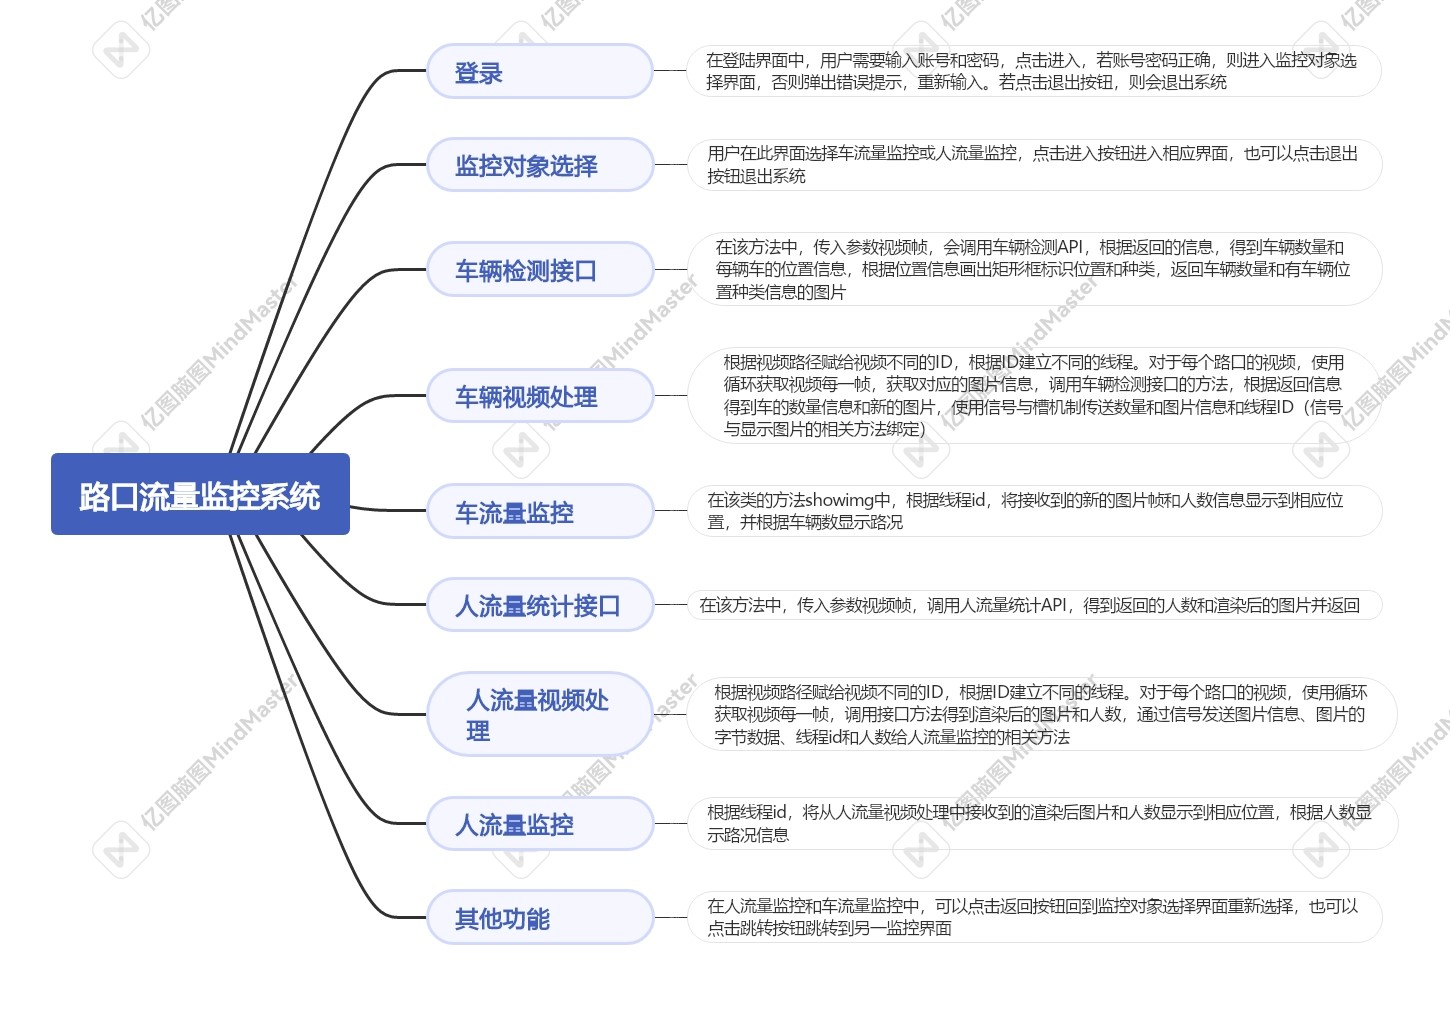 亿图脑图MindMaster
路口流量监控系统
登录
在登陆界面中，用户需要输入账号和密码，点击进入，若账号密码正确，则进入监控对象选
择界面，否则弹出错误提示，重新输入。若点击退出按钮，则会退出系统
监控对象选择
用户在此界面选择车流量监控或人流量监控，点击进入按钮进入相应界面，也可以点击退出
按钮退出系统
车辆检测接口
在该方法中，传入参数视频帧，会调用车辆检测API，根据返回的信息，得到车辆数量和
每辆车的位置信息，根据位置信息画出矩形框标识位置和种类，返回车辆数量和有车辆位
置种类信息的图片
车辆视频处理
根据视频路径赋给视频不同的ID，根据ID建立不同的线程。对于每个路口的视频，使用
循环获取视频每一帧，获取对应的图片信息，调用车辆检测接口的方法，根据返回信息
得到车的数量信息和新的图片，使用信号与槽机制传送数量和图片信息和线程ID（信号
与显示图片的相关方法绑定）
车流量监控
在该类的方法showimg中，根据线程id，将接收到的新的图片帧和人数信息显示到相应位
置，并根据车辆数显示路况
人流量统计接口
在该方法中，传入参数视频帧，调用人流量统计API，得到返回的人数和渲染后的图片并返回
人流量视频处
理
根据视频路径赋给视频不同的ID，根据ID建立不同的线程。对于每个路口的视频，使用循环
获取视频每一帧，调用接口方法得到渲染后的图片和人数，通过信号发送图片信息、图片的
字节数据、线程id和人数给人流量监控的相关方法
人流量监控
根据线程id，将从人流量视频处理中接收到的渲染后图片和人数显示到相应位置，根据人数显
示路况信息
其他功能
在人流量监控和车流量监控中，可以点击返回按钮回到监控对象选择界面重新选择，也可以
点击跳转按钮跳转到另一监控界面